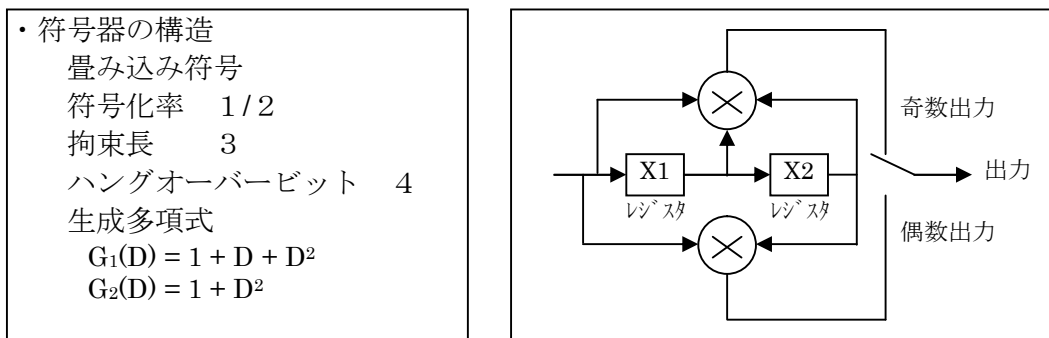 ・符号器の構造
畳み込み符号
符号化率　１/２
拘束長　　３
ハングオーバービット　４
生成多項式
G₁(D) = 1 + D + D²
G₂(D) = 1 + D²
奇数出力
X1
X2
出力
ﾚｼﾞｽﾀ
ﾚｼﾞｽﾀ
偶数出力